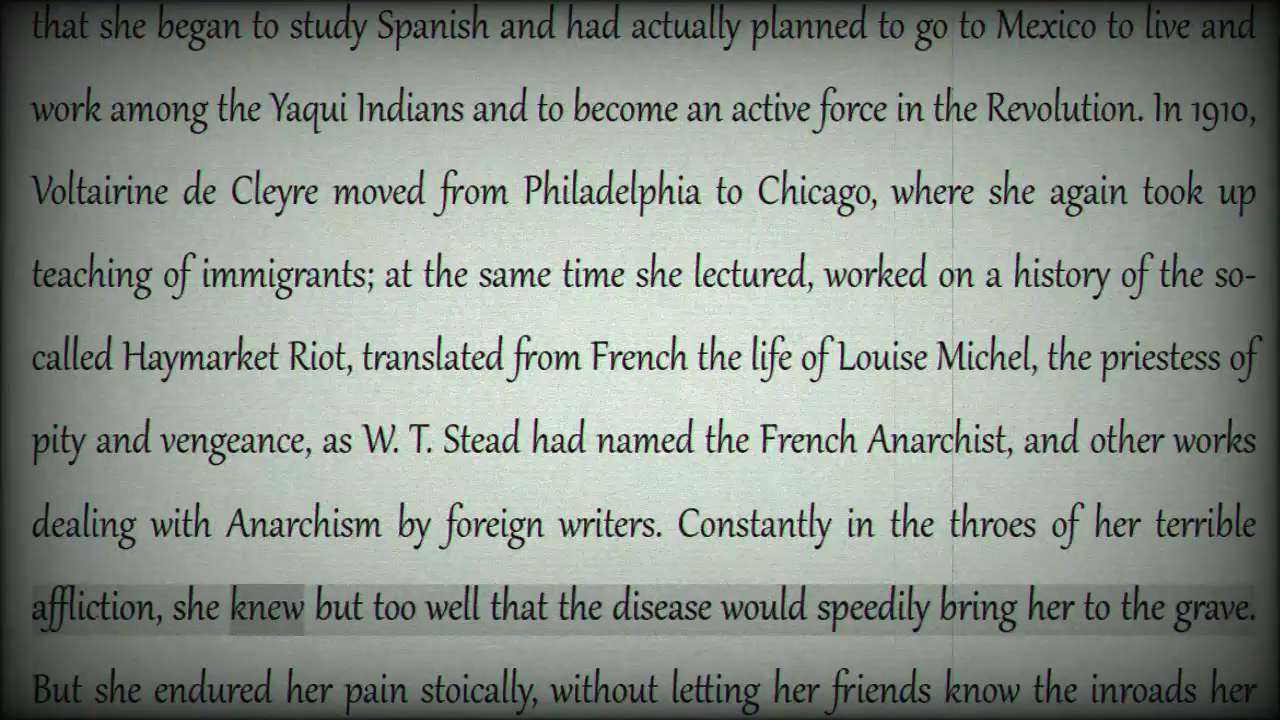 that she began to study Spanish and had actually planned to go to Mexico to live and
work among the Yaqui Indians and to become an active force in the Revolution. In 1910,
Voltairine de Cleyre moved from Philadelphia to Chicago, where she again took up
teaching of immigrants; at the same time she lectured, worked on a history of the so-
called Haymarket Riot, translated from French the life of Louise Michel, the priestess of
pity and vengeance, as W. T. Stead had named the French Anarchist, and other works
dealing with Anarchism by foreign writers. Constantly in the throes of her terrible
affliction, she knew but too well that the disease would speedily bring her to the grave.
But she endured her pain stoically, without letting her friends know the inroads her